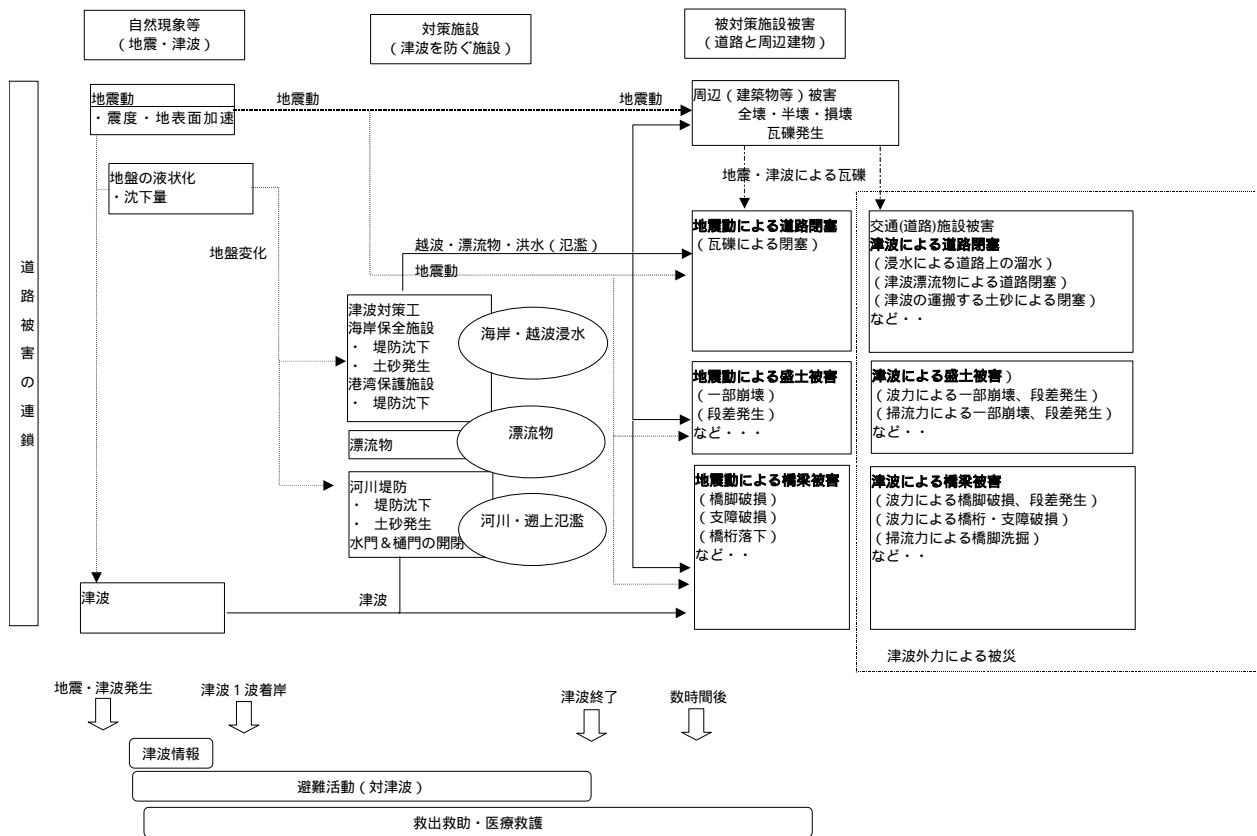 自然現象等
（地震・津波）
対策施設
（津波を防ぐ施設）
被対策施設被害
（道路と周辺建物）
道路被害の連鎖
地震動
・震度・地表面加速
地震動
地震動
周辺（建築物等）被害
全壊・半壊・損壊
瓦礫発生
地盤の液状化
・沈下量
地震・津波による瓦礫
地盤変化
越波・漂流物・洪水（氾濫）
地震動
地震動による道路閉塞
（瓦礫による閉塞）
交通(道路)施設被害
津波による道路閉塞
（浸水による道路上の溜水）
（津波漂流物による道路閉塞）
（津波の運搬する土砂による閉塞）
など・・
津波対策工
海岸保全施設
・ 堤防沈下
・ 土砂発生
港湾保護施設
・ 堤防沈下
海岸・越波浸水
地震動による盛土被害
（一部崩壊）
（段差発生）
など・・・
津波による盛土被害）
（波力による一部崩壊、段差発生）
（掃流力による一部崩壊、段差発生）
など・・
漂流物
漂流物
河川堤防
・ 堤防沈下
・ 土砂発生
水門＆樋門の開閉
河川・遡上氾濫
地震動による橋梁被害
（橋脚破損）
（支障破損）
（橋桁落下）
など・・
津波による橋梁被害
（波力による橋脚破損、段差発生）
（波力による橋桁・支障破損）
（掃流力による橋脚洗掘）
など・・
津波
津波
津波外力による被災
地震・津波発生
津波１波着岸
津波終了
数時間後
津波情報
避難活動（対津波）
救出救助・医療救護